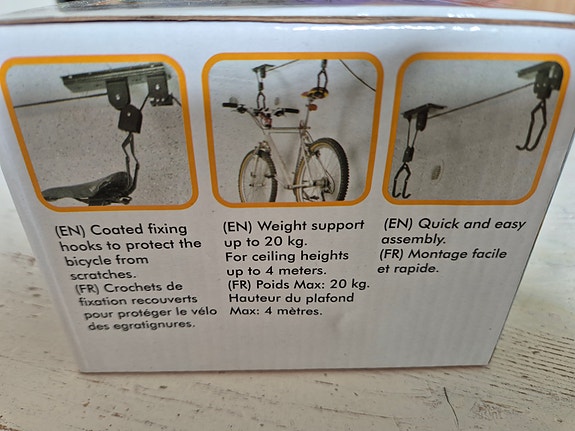 (EN) Coated fixing
hooks to protect the
bicycle from
scratches.
(FR) Crochets de
fixation recouverts
pour protéger le vélo
des egratignures.
(EN) Weight support
up to 20 kg.
For ceiling heights
up to 4 meters.
(FR) Poids Max: 20 kg.
Hauteur du plafond
Max: 4 mètres.
(EN) Quick and easy
assembly.
(FR) Montage facile
et rapide.